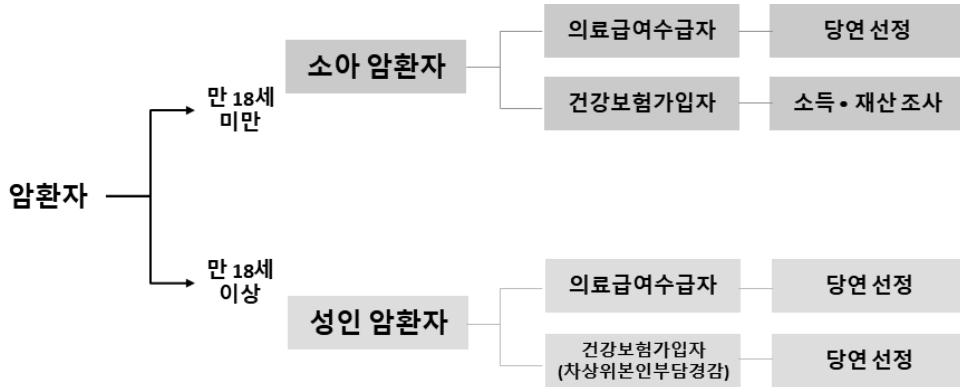 의료급여수급자
당연 선정
소아 암환자
만 18세
미만
건강보험가입자
소득 • 재산 조사
암환자
만 18세
이상
의료급여수급자
당연 선정
성인 암환자
건강보험가입자
(차상위본인부담경감)
당연 선정